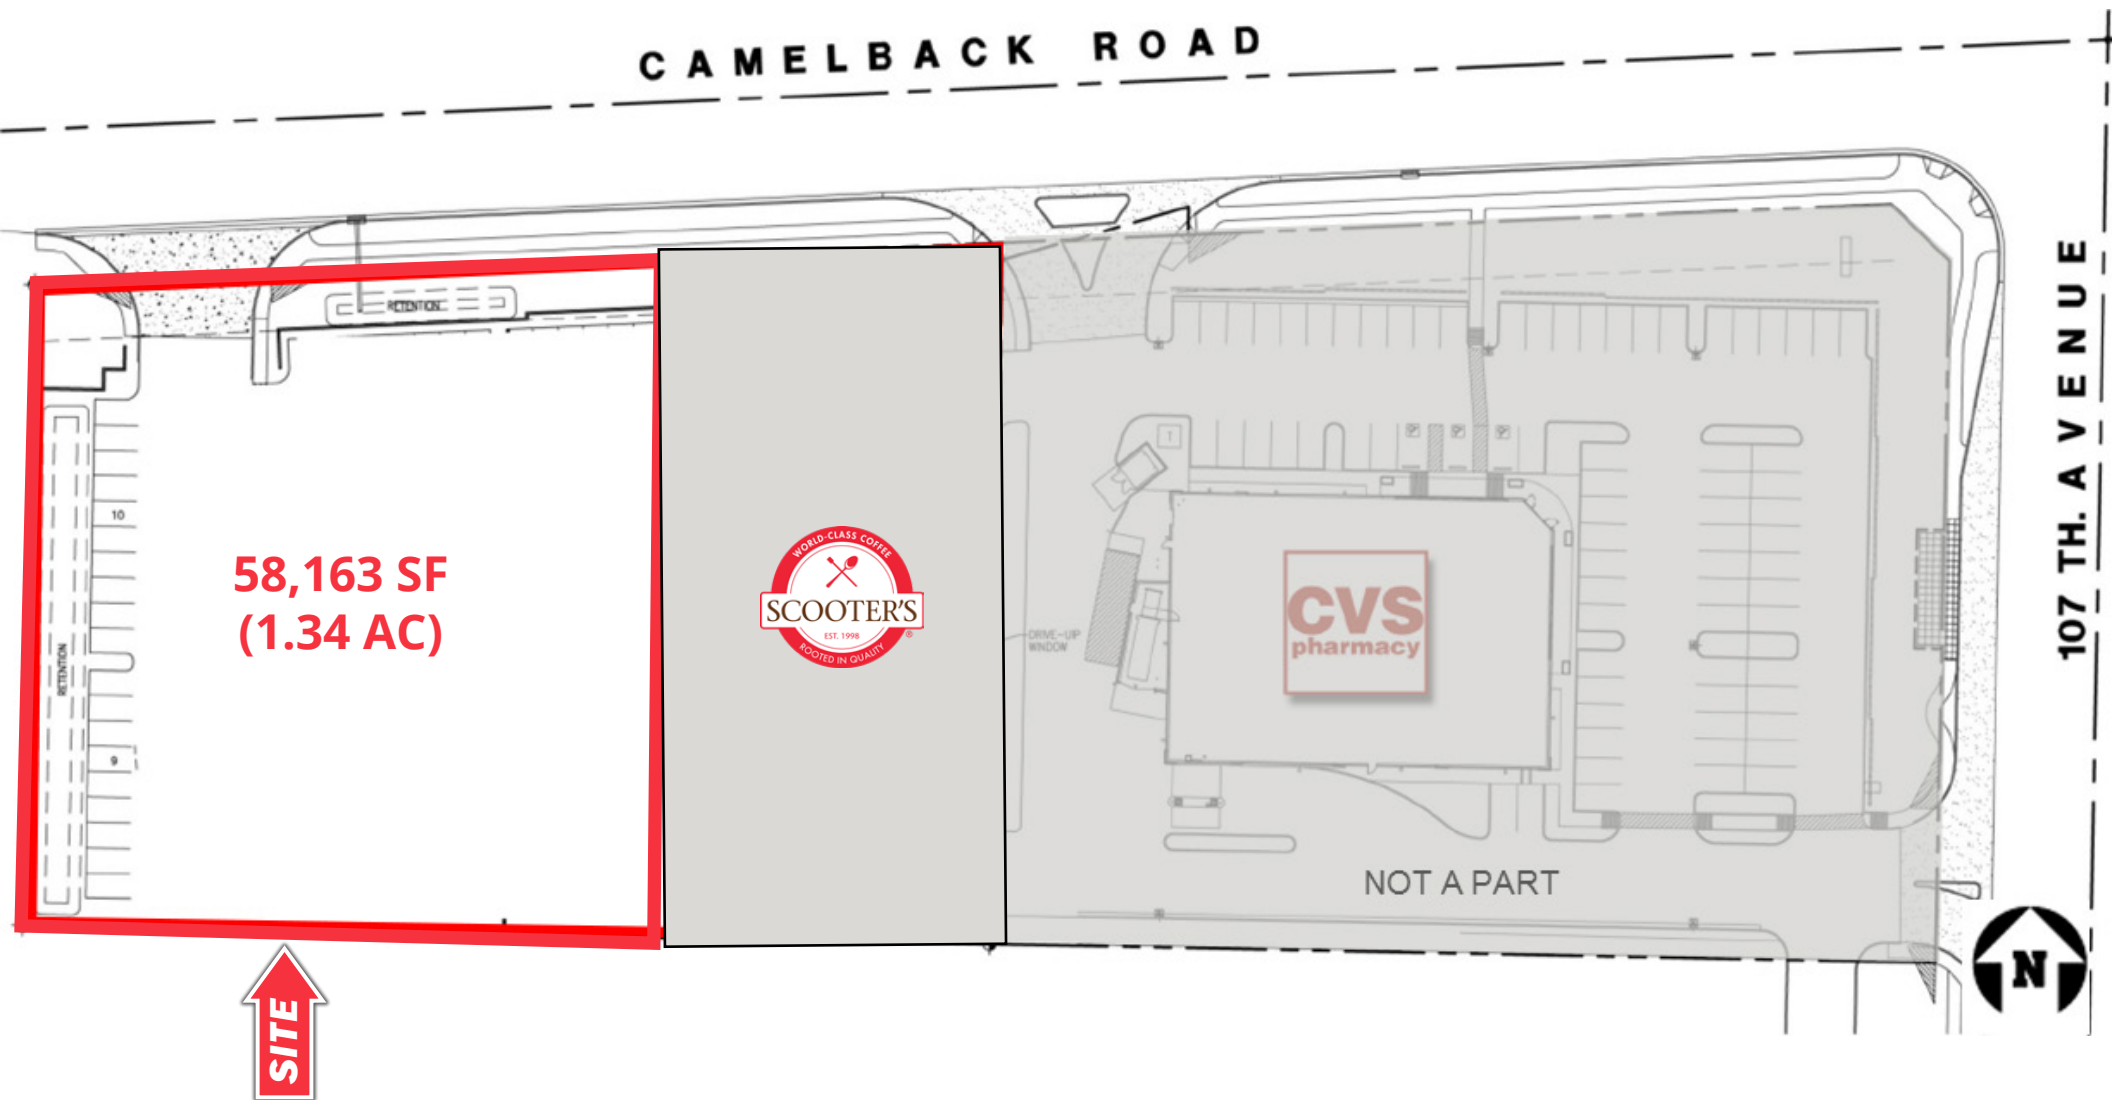 CAMELBACK ROAD
RETENTION
10
58,163 SF
(1.34 AC)
RETENTION
9
WORLD-CLASS COFFEE
SCOOTER'S
®
EST. 1998
ROOTED IN QUALITY
DRIVE-UP
WINDOW
CVS
pharmacy
NOT A PART
107 TH. AVENUE
N
SITE